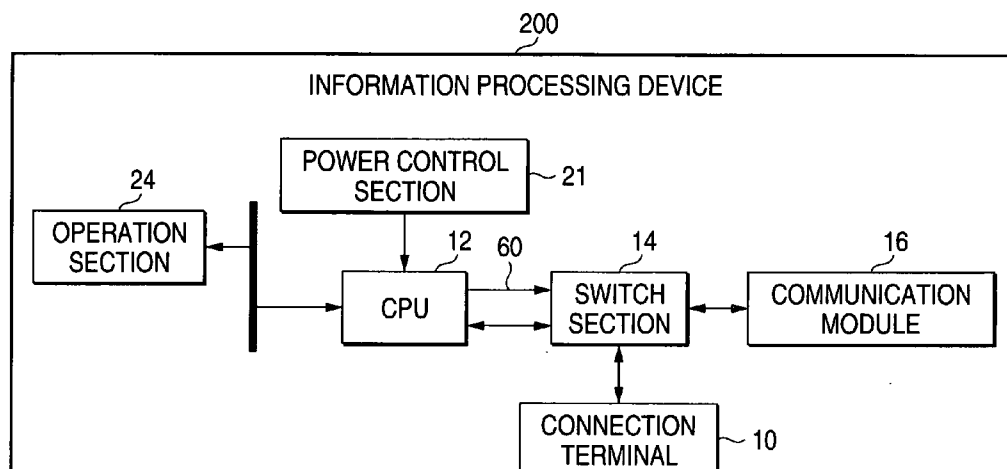 200
INFORMATION PROCESSING DEVICE
POWER CONTROL
SECTION
21
24
OPERATION
SECTION
12
CPU
60
14
SWITCH
SECTION
16
COMMUNICATION
MODULE
CONNECTION
TERMINAL
10